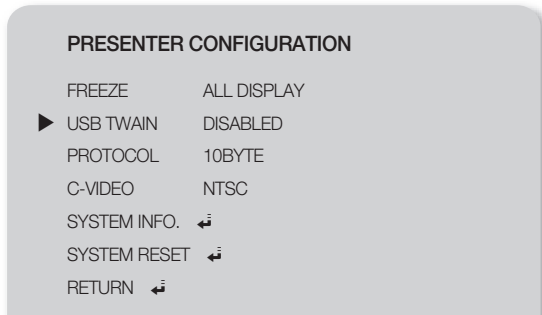 PRESENTER CONFIGURATION
FREEZE ALL DISPLAY
USB TWAIN DISABLED
PROTOCOL 10BYTE
C-VIDEO NTSC
SYSTEM INFO.
SYSTEM RESET
RETURN